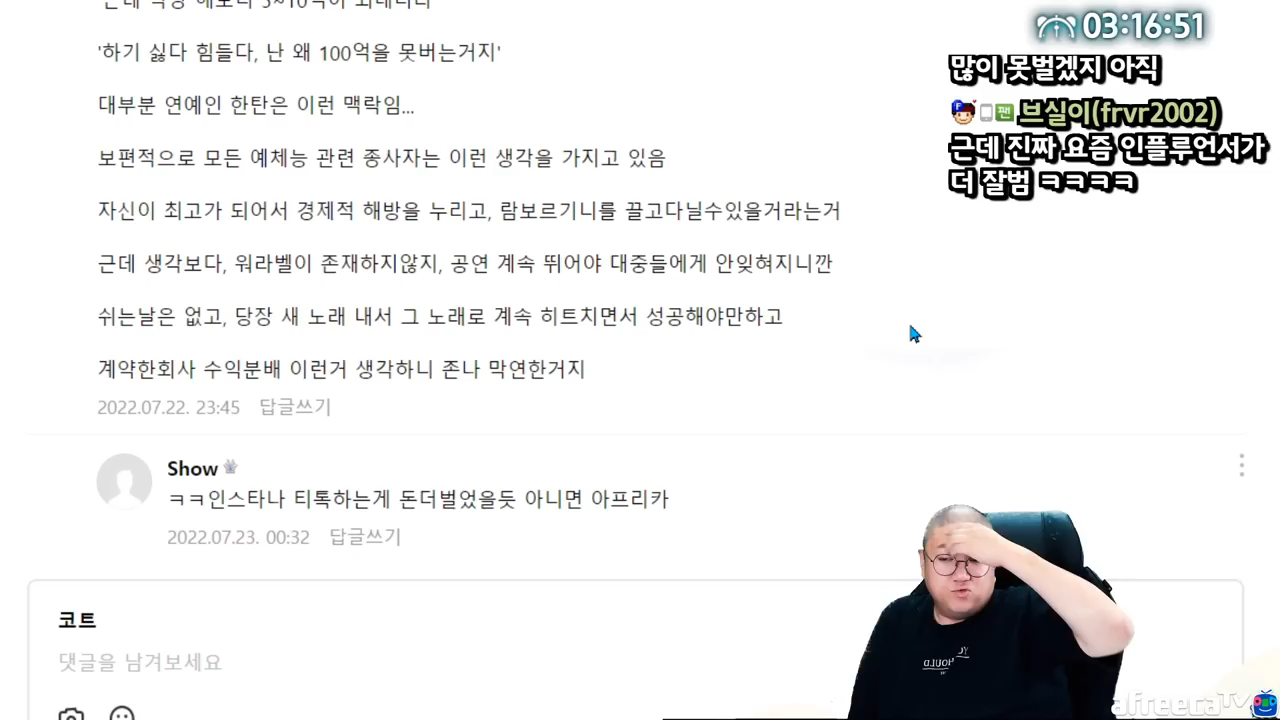 '하기 싫다 힘들다, 난 왜 100억을 못버는거지'
대부분 연예인 한탄은 이런 맥락임...
보편적으로 모든 예체능 관련 종사자는 이런 생각을 가지고 있음
자신이 최고가 되어서 경제적 해방을 누리고, 람보르기니를 끌고다닐수있을거라는거
근데 생각보다, 워라벨이 존재하지않지, 공연 계속 뛰어야 대중들에게 안잊혀지니깐
쉬는날은 없고, 당장 새 노래 내서 그 노래로 계속 히트치면서 성공해야만하고
계약한회사 수익분배 이런거 생각하니 존나 막연한거지
2022.07.22. 23:45 답글쓰기
Show
ㅋㅋ인스타나 티톡하는게 돈더벌었을듯 아니면 아프리카
2022.07.23. 00:32 답글쓰기
코트
댓글을 남겨보세요
03:16:51
많이 못벌겠지 아직
팬 브실이(frvr2002)
근데 진짜 요즘 인플루언서가
더 잘범 ㅋㅋㅋㅋ
afreecaTV